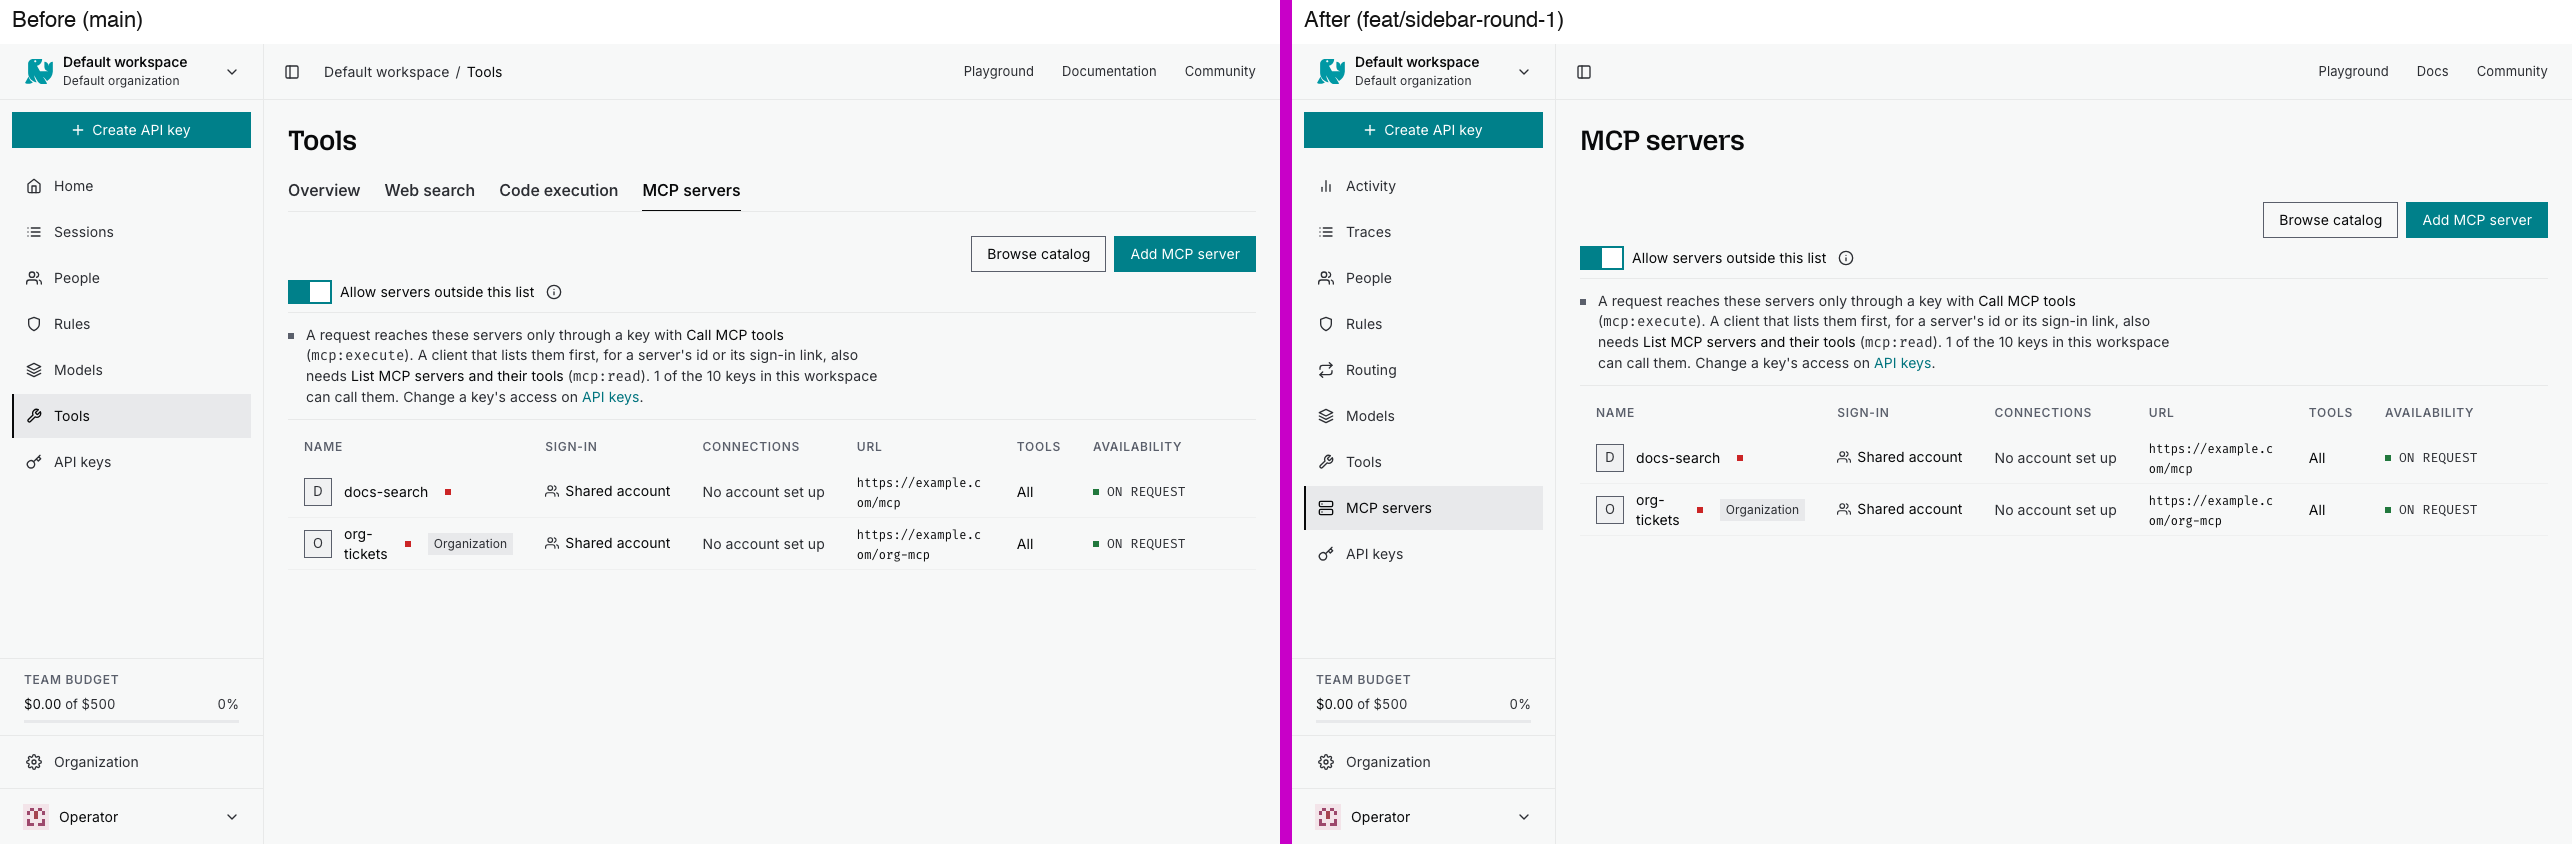 Before (main)
Default workspace
Default organization
Default workspace / Tools
Playground
Documentation
Community
+ Create API key
Home
Sessions
People
Rules
Models
Tools
API keys
TEAM BUDGET
$0.00 of $500
0%
Organization
Operator
Tools
Overview
Web search
Code execution
MCP servers
Browse catalog
Add MCP server
Allow servers outside this list
A request reaches these servers only through a key with Call MCP tools
(mcp:execute). A client that lists them first, for a server's id or its sign-in link, also
needs List MCP servers and their tools (mcp:read). 1 of the 10 keys in this workspace
can call them. Change a key's access on API keys.
NAME
SIGN-IN
CONNECTIONS
URL
TOOLS
AVAILABILITY
D
docs-search
Shared account
No account set up
https://example.c
om/mcp
All
ON REQUEST
O
org-
tickets
Organization
Shared account
No account set up
https://example.c
om/org-mcp
All
ON REQUEST
After (feat/sidebar-round-1)
Default workspace
Default organization
Playground
Docs
Community
+ Create API key
Activity
Traces
People
Rules
Routing
Models
Tools
MCP servers
API keys
TEAM BUDGET
$0.00 of $500
0%
Organization
Operator
MCP servers
Browse catalog
Add MCP server
Allow servers outside this list
A request reaches these servers only through a key with Call MCP tools
(mcp:execute). A client that lists them first, for a server's id or its sign-in link, also
needs List MCP servers and their tools (mcp:read). 1 of the 10 keys in this workspace
can call them. Change a key's access on API keys.
NAME
SIGN-IN
CONNECTIONS
URL
TOOLS
AVAILABILITY
D
docs-search
Shared account
No account set up
https://example.c
om/mcp
All
ON REQUEST
O
org-
tickets
Organization
Shared account
No account set up
https://example.c
om/org-mcp
All
ON REQUEST